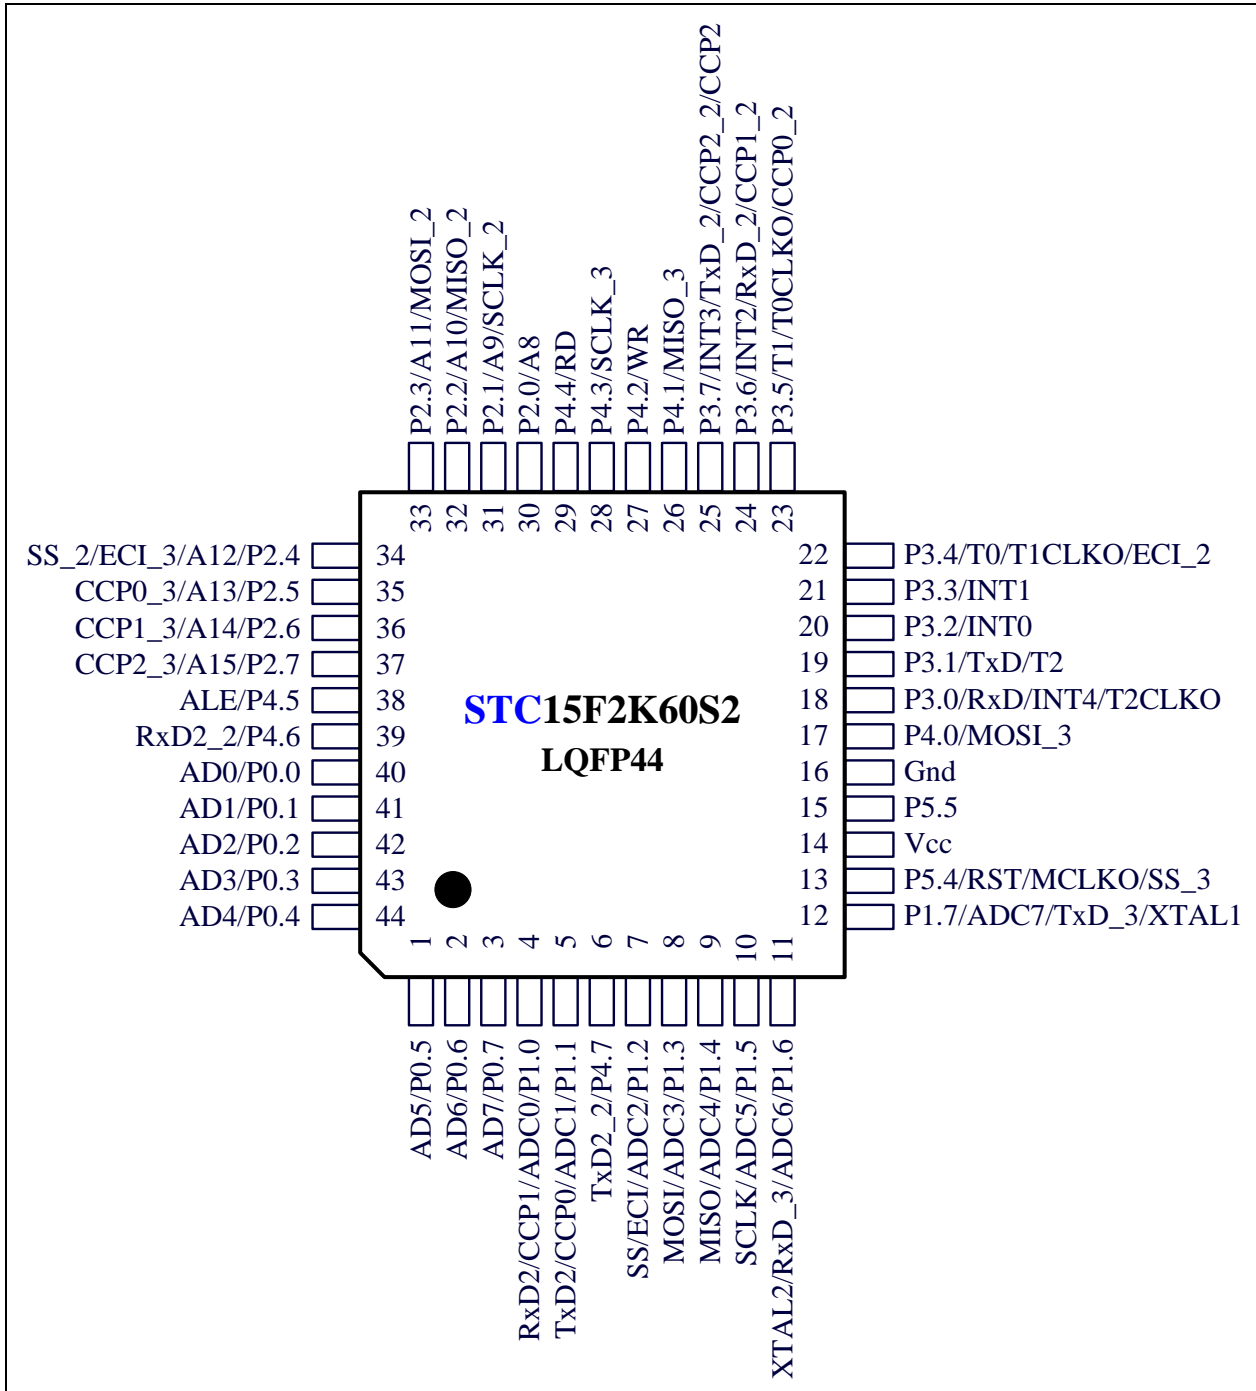 P2.3/A11/MOSI_2
P2.2/A10/MISO_2
P2.1/A9/SCLK_2
P2.0/A8
P4.4/RD
P4.3/SCLK_3
P4.2/WR
P4.1/MISO_3
P3.7/INT3/TxD_2/CCP2_2/CCP2
P3.6/INT2/RxD_2/CCP1_2
P3.5/T1/T0CLKO/CCP0_2
33
32
31
30
29
28
27
26
25
24
23
SS_2/ECI_3/A12/P2.4 34
CCP0_3/A13/P2.5 35
CCP1_3/A14/P2.6 36
CCP2_3/A15/P2.7 37
ALE/P4.5 38
RxD2_2/P4.6 39
AD0/P0.0 40
AD1/P0.1 41
AD2/P0.2 42
AD3/P0.3 43
AD4/P0.4 44
STC15F2K60S2
LQFP44
22 P3.4/T0/T1CLKO/ECI_2
21 P3.3/INT1
20 P3.2/INT0
19 P3.1/TxD/T2
18 P3.0/RxD/INT4/T2CLKO
17 P4.0/MOSI_3
16 Gnd
15 P5.5
14 Vcc
13 P5.4/RST/MCLKO/SS_3
12 P1.7/ADC7/TxD_3/XTAL1
1
2
3
4
5
6
7
8
9
10
11
AD5/P0.5
AD6/P0.6
AD7/P0.7
RxD2/CCP1/ADC0/P1.0
TxD2/CCP0/ADC1/P1.1
TxD2_2/P4.7
SS/ECI/ADC2/P1.2
MOSI/ADC3/P1.3
MISO/ADC4/P1.4
SCLK/ADC5/P1.5
XTAL2/RxD_3/ADC6/P1.6